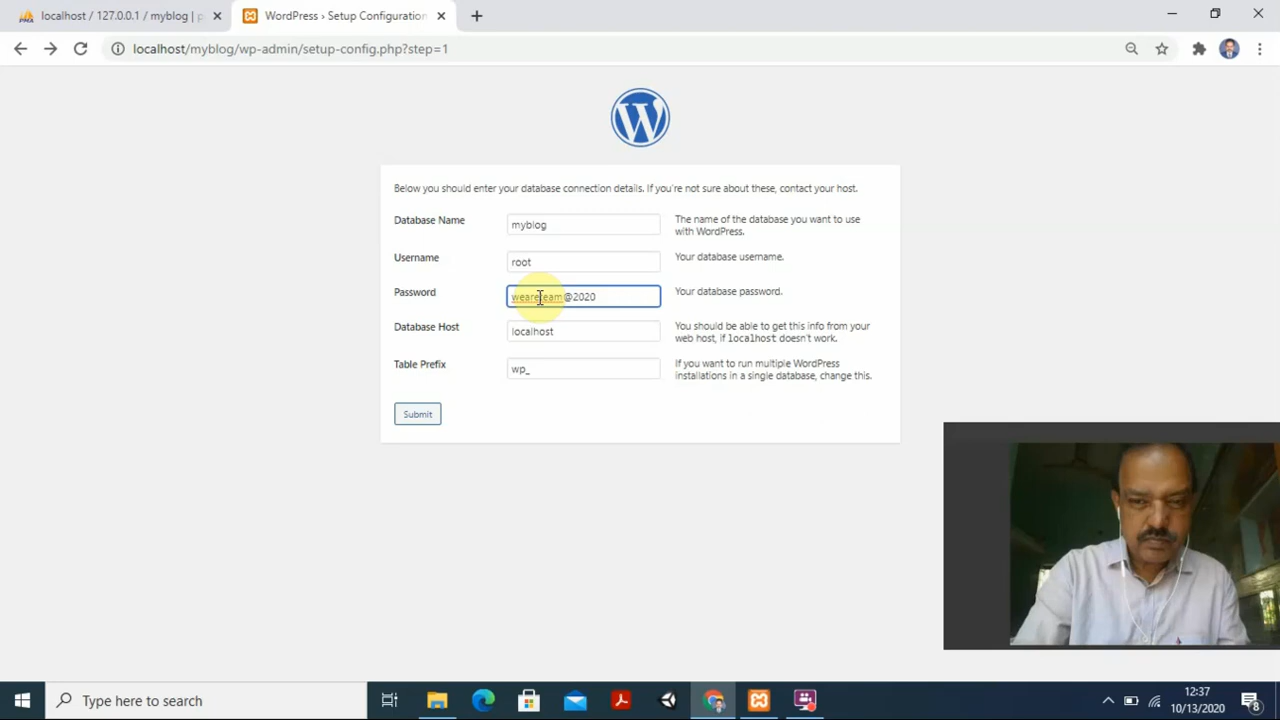 localhost / 127.0.0.1 / myblog | p
WordPress › Setup Configuration
localhost/myblog/wp-admin/setup-config.php?step=1
Below you should enter your database connection details. If you're not sure about these, contact your host.
Database Name
myblog
The name of the database you want to use
with WordPress.
Username
root
Your database username.
Password
weareteam@2020
Your database password.
Database Host
localhost
You should be able to get this info from your
web host, if localhost doesn't work.
Table Prefix
wp_
If you want to run multiple WordPress
installations in a single database, change this.
Submit
Type here to search
12:37
10/13/2020
8